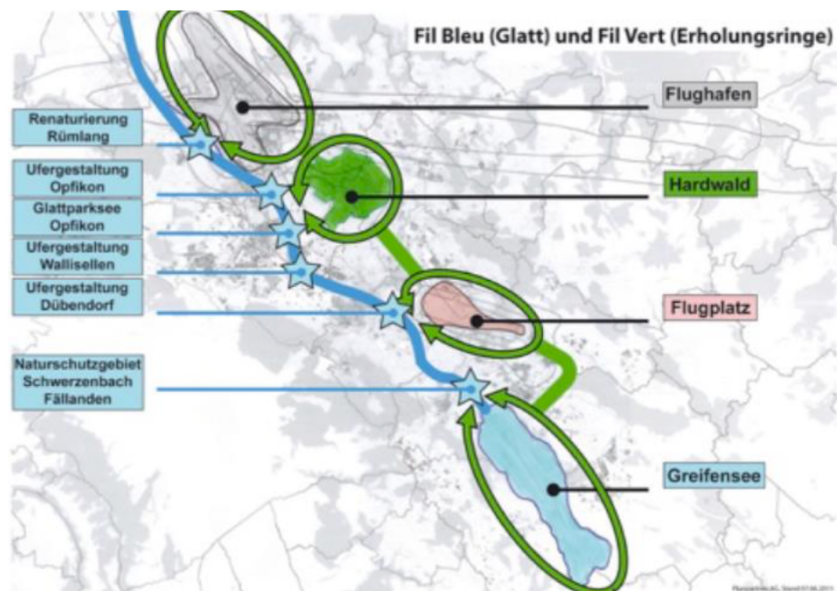 Fil Bleu (Glatt) und Fil Vert (Erholungsringe)
Flughafen
Renaturierung
Rümlang
Ufergestaltung
Opfikon
Hardwald
Glattparksee
Opfikon
Ufergestaltung
Wallisellen
Ufergestaltung
Dübendorf
Flugplatz
Naturschutzgebiet
Schwerzenbach
Fällanden
Greifensee